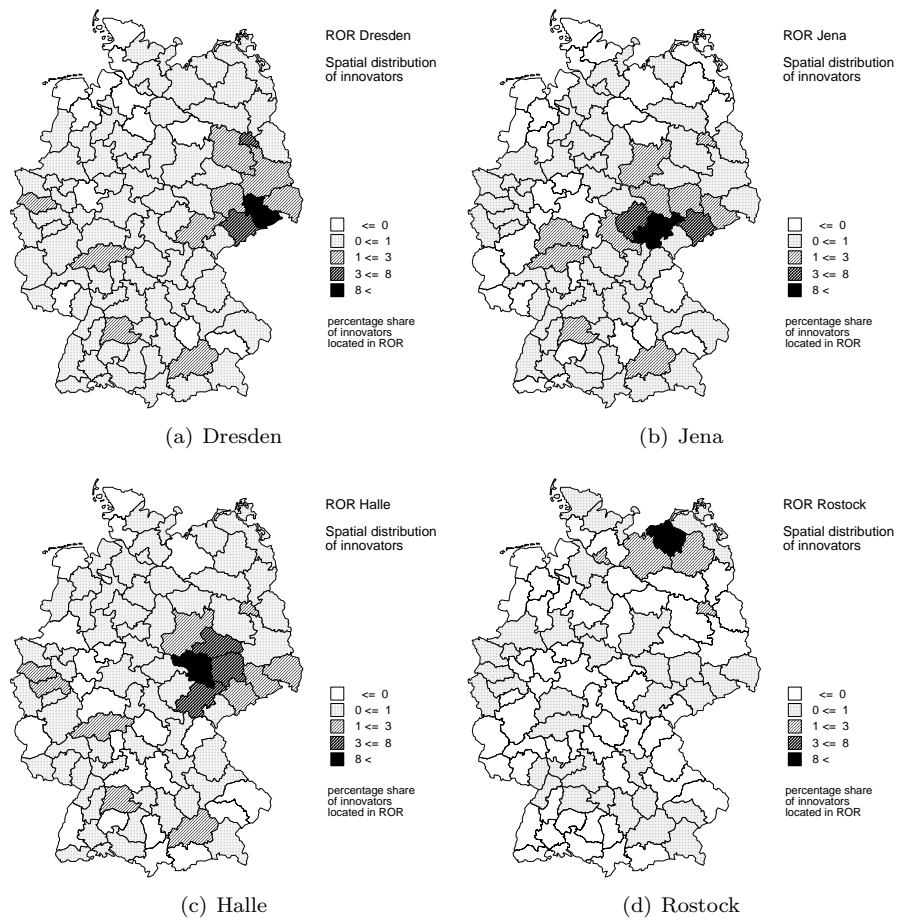 ROR Dresden
Spatial distribution
of innovators
<= 0
0 <= 1
1 <= 3
3 <= 8
8 <
percentage share
of innovators
located in ROR
(a) Dresden
ROR Jena
Spatial distribution
of innovators
<= 0
0 <= 1
1 <= 3
3 <= 8
8 <
percentage share
of innovators
located in ROR
(b) Jena
ROR Halle
Spatial distribution
of innovators
<= 0
0 <= 1
1 <= 3
3 <= 8
8 <
percentage share
of innovators
located in ROR
(c) Halle
ROR Rostock
Spatial distribution
of innovators
<= 0
0 <= 1
1 <= 3
3 <= 8
8 <
percentage share
of innovators
located in ROR
(d) Rostock